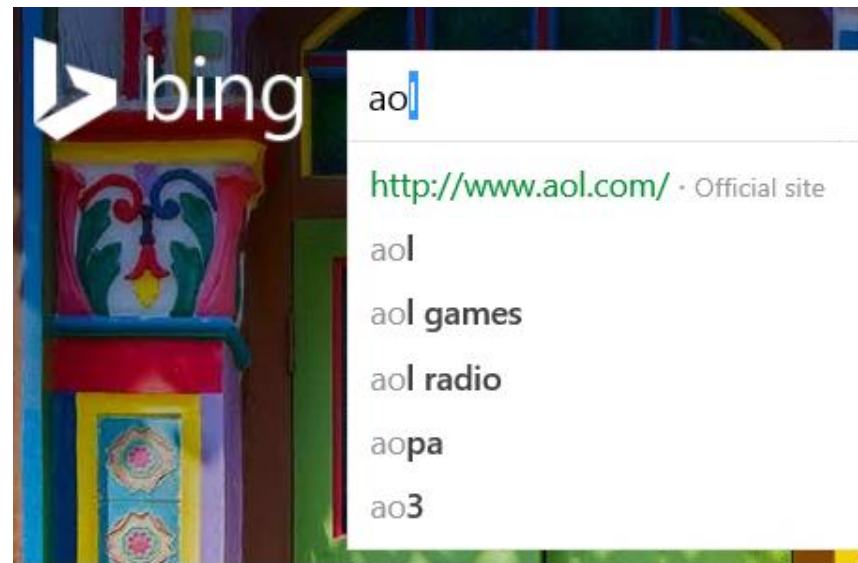 bing
aol
http://www.aol.com/ · Official site
aol
aol games
aol radio
aopa
ao3